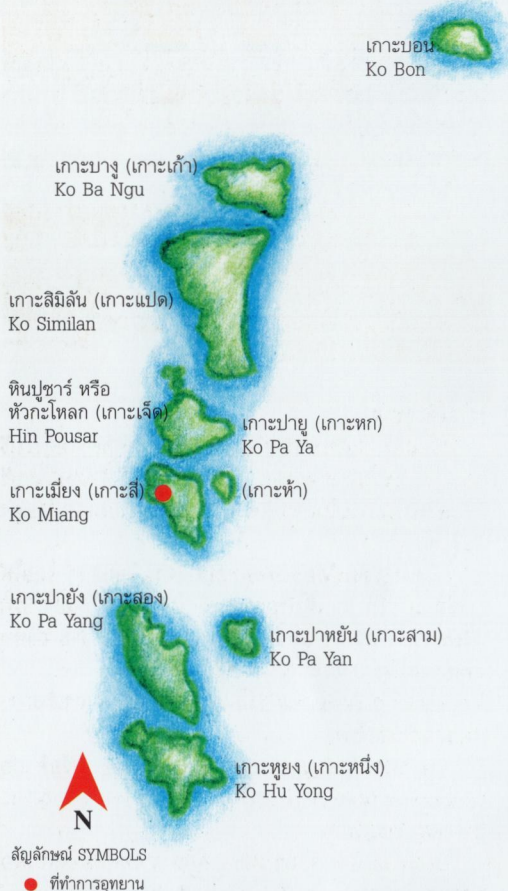 เกาะบอน
Ko Bon
เกาะบางู (เกาะเก้า)
Ko Ba Ngu
เกาะสิมิลัน (เกาะแปด)
Ko Similan
หินปูซาร์ หรือ
หัวกะโหลก (เกาะเจ็ด)
Hin Pousar
เกาะปายู (เกาะหก)
Ko Pa Ya
เกาะเมี่ยง (เกาะสี่)
Ko Miang
(เกาะห้า)
เกาะปายัง (เกาะสอง)
Ko Pa Yang
เกาะปาหยัน (เกาะสาม)
Ko Pa Yan
เกาะหูยง (เกาะหนึ่ง)
Ko Hu Yong
N
สัญลักษณ์ SYMBOLS
ที่ทำการอุทยาน